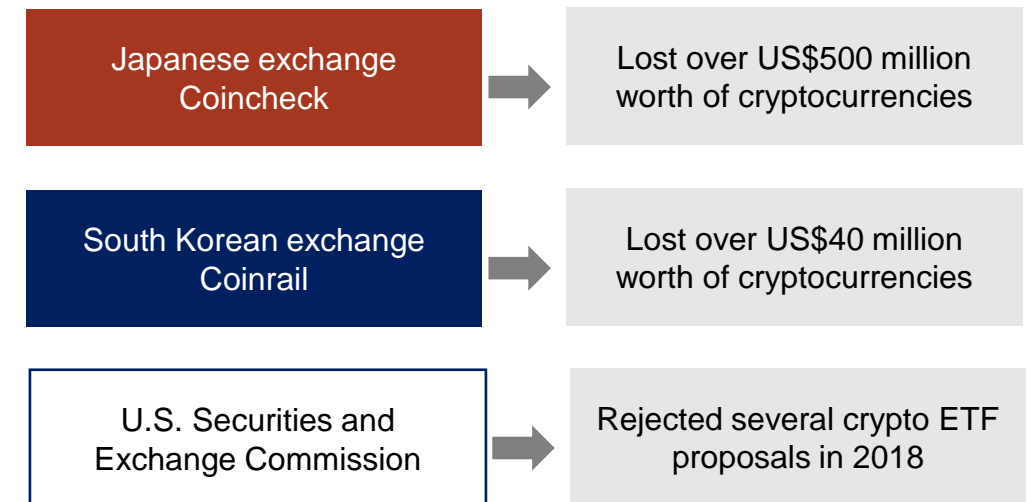 Japanese exchange
Coincheck
Lost over US$500 million
worth of cryptocurrencies
South Korean exchange
Coinrail
Lost over US$40 million
worth of cryptocurrencies
U.S. Securities and
Exchange Commission
Rejected several crypto ETF
proposals in 2018